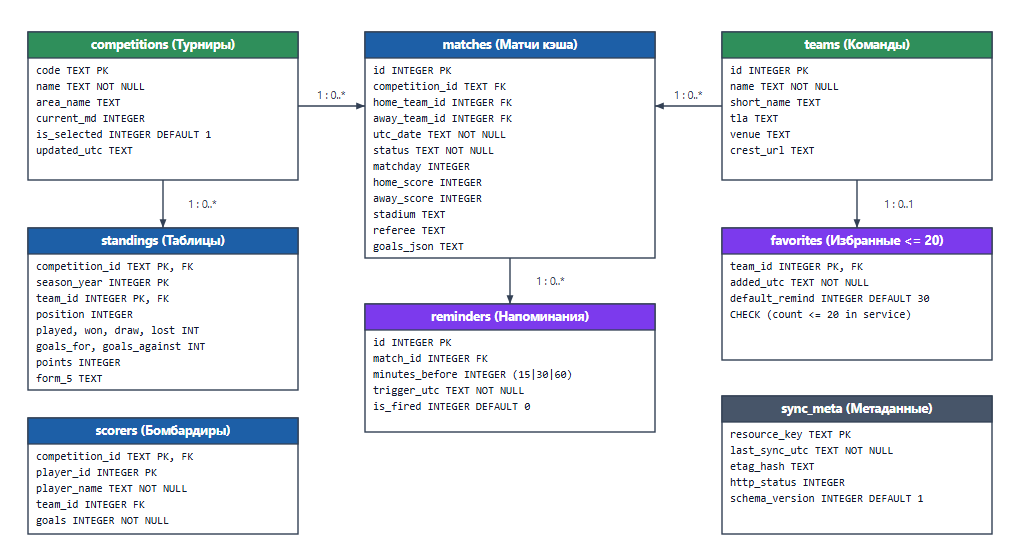 competitions (Турниры)
code TEXT PK
name TEXT NOT NULL
area_name TEXT
current_md INTEGER
is_selected INTEGER DEFAULT 1
updated_utc TEXT
1 : 0..*
matches (Матчи кэша)
id INTEGER PK
competition_id TEXT FK
home_team_id INTEGER FK
away_team_id INTEGER FK
utc_date TEXT NOT NULL
status TEXT NOT NULL
matchday INTEGER
home_score INTEGER
away_score INTEGER
stadium TEXT
referee TEXT
goals_json TEXT
1 : 0..*
teams (Команды)
id INTEGER PK
name TEXT NOT NULL
short_name TEXT
tla TEXT
venue TEXT
crest_url TEXT
1 : 0..*
standings (Таблицы)
competition_id TEXT PK, FK
season_year INTEGER PK
team_id INTEGER PK, FK
position INTEGER
played, won, draw, lost INT
goals_for, goals_against INT
points INTEGER
form_5 TEXT
1 : 0..*
reminders (Напоминания)
id INTEGER PK
match_id INTEGER FK
minutes_before INTEGER (15|30|60)
trigger_utc TEXT NOT NULL
is_fired INTEGER DEFAULT 0
1 : 0..1
favorites (Избранные <= 20)
team_id INTEGER PK, FK
added_utc TEXT NOT NULL
default_remind INTEGER DEFAULT 30
CHECK (count <= 20 in service)
scorers (Бомбардиры)
competition_id TEXT PK, FK
player_id INTEGER PK
player_name TEXT NOT NULL
team_id INTEGER FK
goals INTEGER NOT NULL
sync_meta (Метаданные)
resource_key TEXT PK
last_sync_utc TEXT NOT NULL
etag_hash TEXT
http_status INTEGER
schema_version INTEGER DEFAULT 1